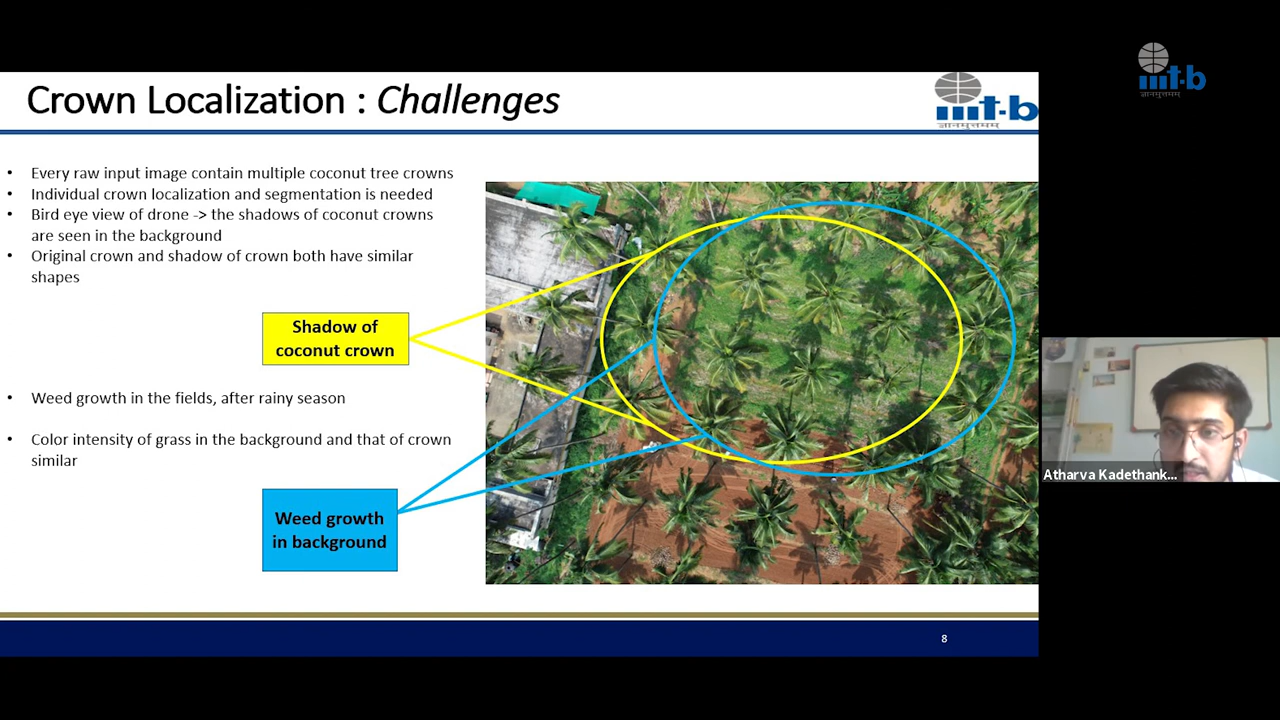 Crown Localization : Challenges
iiit-b
ज्ञानमुत्तमम्
iiit-b
ज्ञानमुत्तमम्
• Every raw input image contain multiple coconut tree crowns
• Individual crown localization and segmentation is needed
• Bird eye view of drone -> the shadows of coconut crowns
are seen in the background
• Original crown and shadow of crown both have similar
shapes
Shadow of
coconut crown
• Weed growth in the fields, after rainy season
• Color intensity of grass in the background and that of crown
similar
Weed growth
in background
Atharva Kadethank...
8